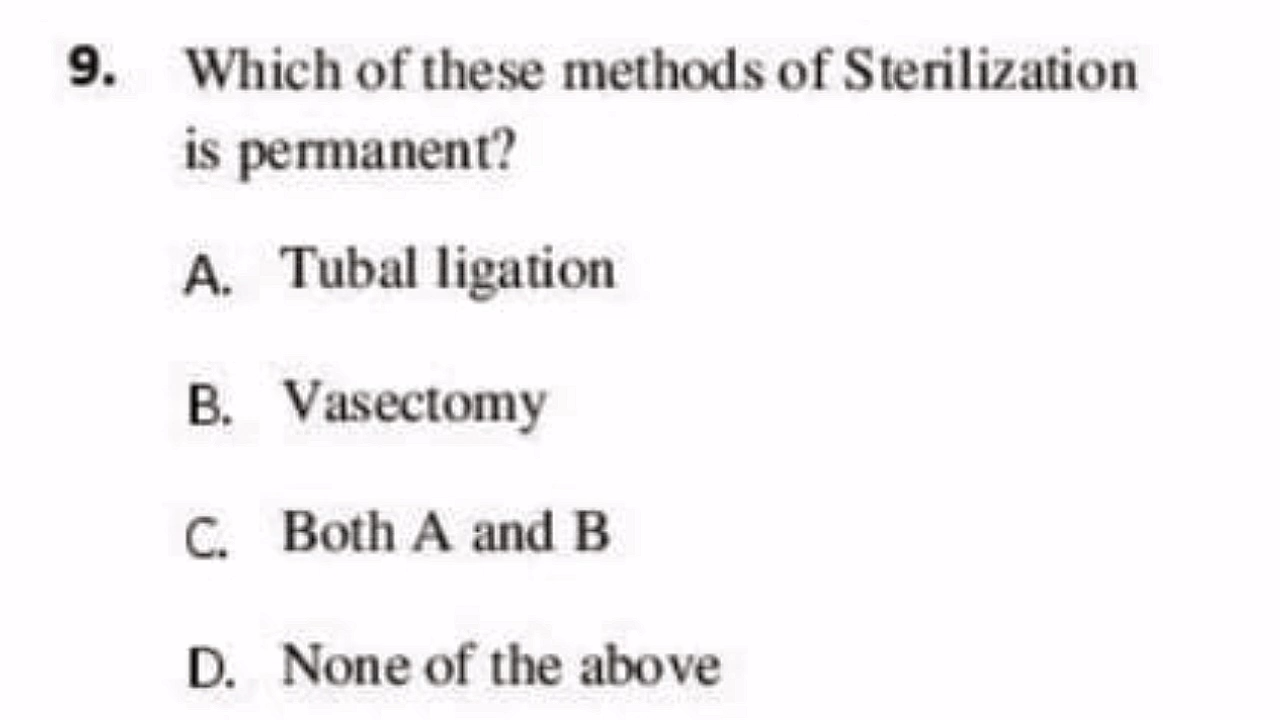 9. Which of these methods of Sterilization
is permanent?
A. Tubal ligation
B. Vasectomy
C. Both A and B
D. None of the above